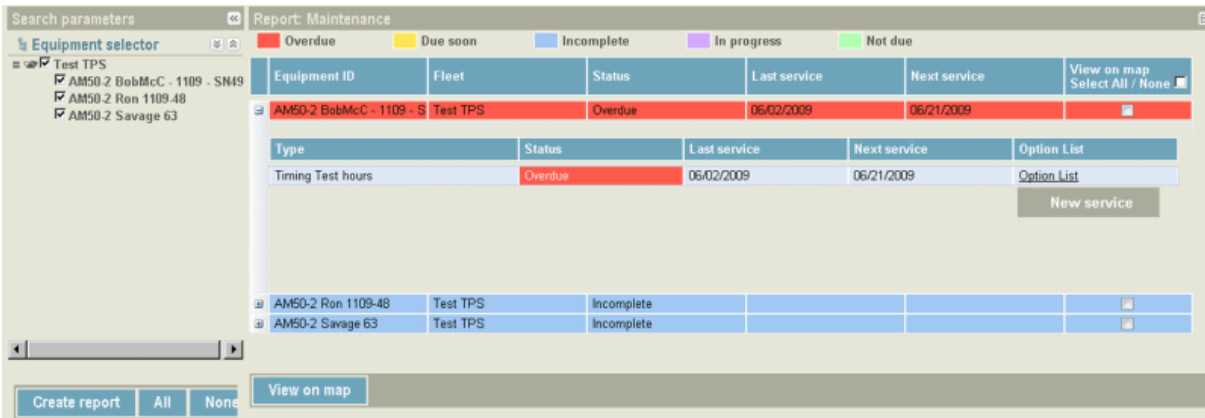 Search parameters
Equipment selector
Test TPS
AM50-2 BobMcC - 1109 - SN49
AM50-2 Ron 1109-48
AM50-2 Savage 63
Create report All None
Report: Maintenance
Overdue Due soon Incomplete In progress Not due
Equipment ID Fleet Status Last service Next service View on map
Select All / None
AM50-2 BobMcC - 1109 - S Test TPS Overdue 06/02/2009 06/21/2009
Type Status Last service Next service Option List
Timing Test hours Overdue 06/02/2009 06/21/2009 Option List
New service
AM50-2 Ron 1109-48 Test TPS Incomplete
AM50-2 Savage 63 Test TPS Incomplete
View on map